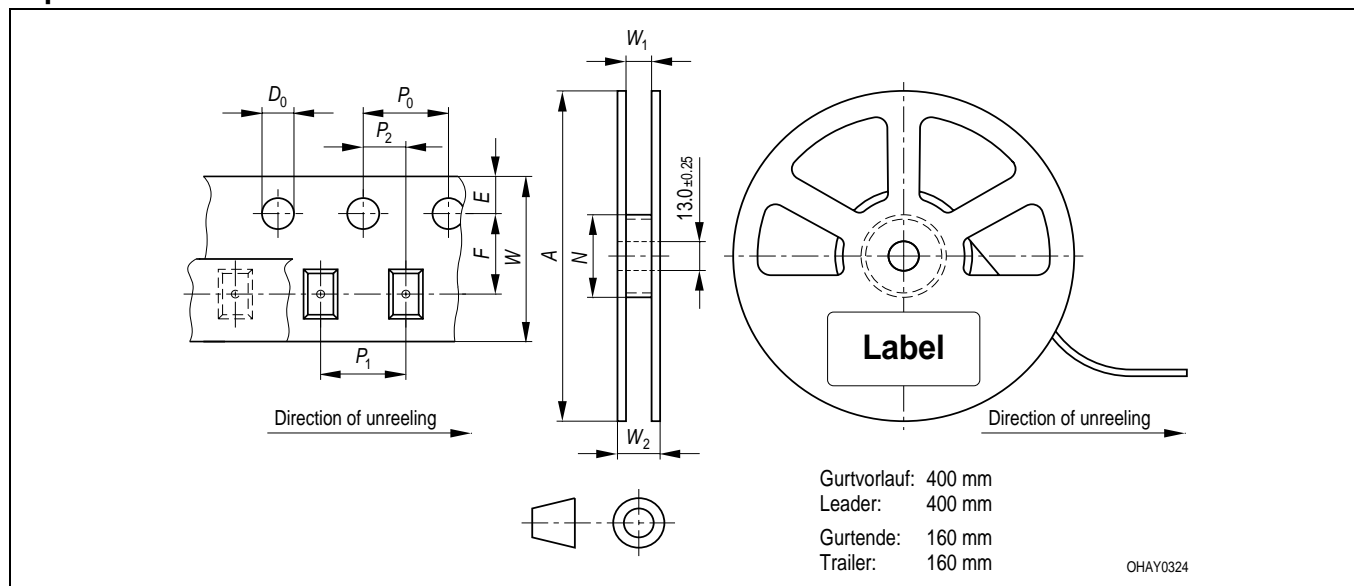 W1
D0
P0
P2
E
F
W
A
N
13.0 ±0.25
Label
P1
Direction of unreeling
W2
Direction of unreeling
Gurtvorlauf: 400 mm
Leader: 400 mm
Gurtende: 160 mm
Trailer: 160 mm
OHAY0324